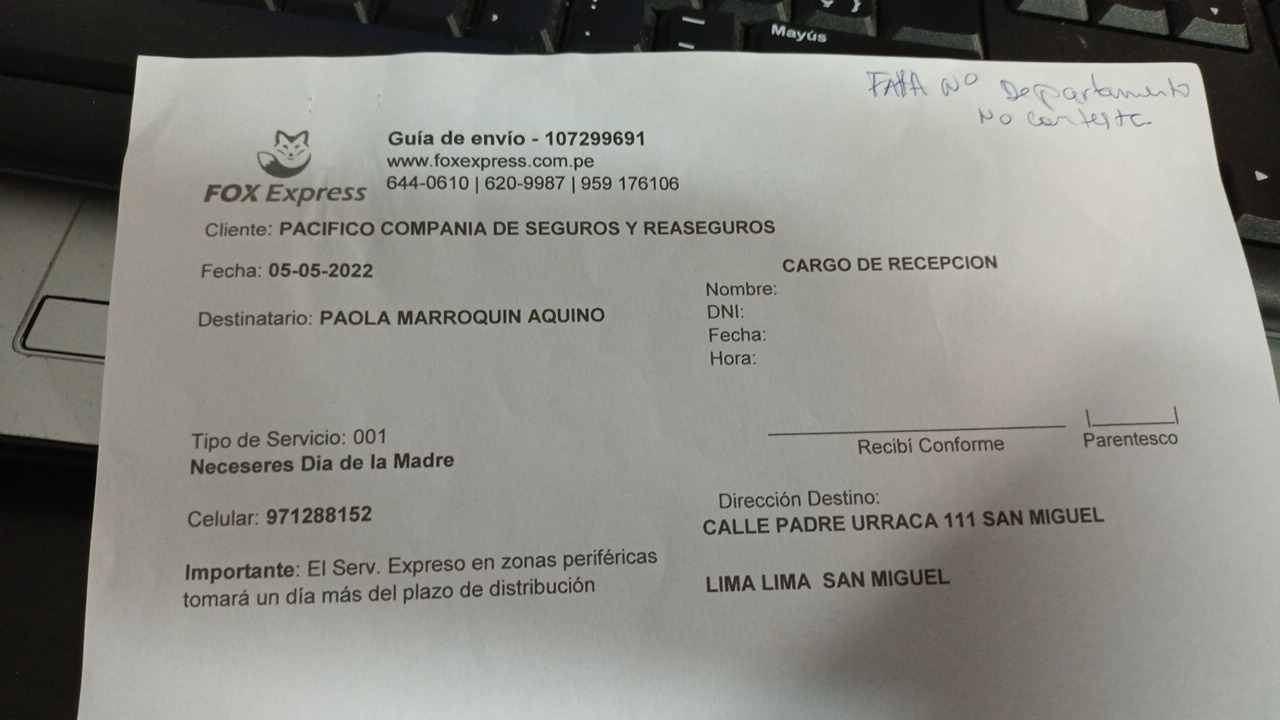 Mayús
FAltA Nº Departamento
No contesta
FOX Express
Guía de envío - 107299691
www.foxexpress.com.pe
644-0610 | 620-9987 | 959 176106
Cliente: PACIFICO COMPANIA DE SEGUROS Y REASEGUROS
Fecha: 05-05-2022
Destinatario: PAOLA MARROQUIN AQUINO
CARGO DE RECEPCION
Nombre:
DNI:
Fecha:
Hora:
Recibí Conforme
Parentesco
Tipo de Servicio: 001
Neceseres Dia de la Madre
Celular: 971288152
Importante: El Serv. Expreso en zonas periféricas
tomará un día más del plazo de distribución
Dirección Destino:
CALLE PADRE URRACA 111 SAN MIGUEL
LIMA LIMA SAN MIGUEL